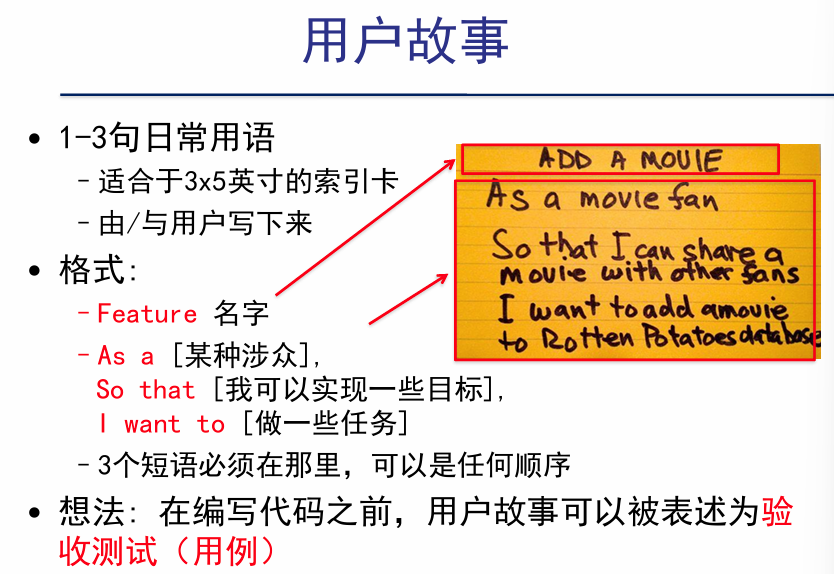 用户故事
• 1-3句日常用语
-适合于3x5英寸的索引卡
-由/与用户写下来
• 格式:
-Feature 名字
-As a [某种涉众],
So that [我可以实现一些目标],
I want to [做一些任务]
-3个短语必须在那里，可以是任何顺序
• 想法: 在编写代码之前，用户故事可以被表述为验
收测试（用例）
ADD A MOVIE
As a movie fan
So that I can share a
movie with other fans
I want to add a movie
to Rotten Potatoes database